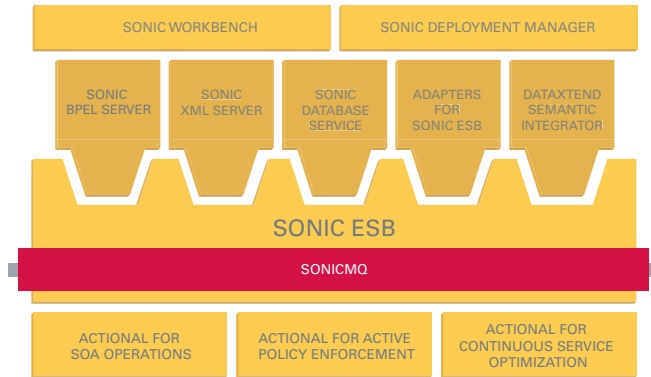 SONIC WORKBENCH
SONIC DEPLOYMENT MANAGER
SONIC
BPEL SERVER
SONIC
XML SERVER
SONIC
DATABASE
SERVICE
ADAPTERS
FOR
SONIC ESB
DATAXTEND
SEMANTIC
INTEGRATOR
SONIC ESB
SONICMQ
ACTIONAL FOR
SOA OPERATIONS
ACTIONAL FOR ACTIVE
POLICY ENFORCEMENT
ACTIONAL FOR
CONTINUOUS SERVICE
OPTIMIZATION